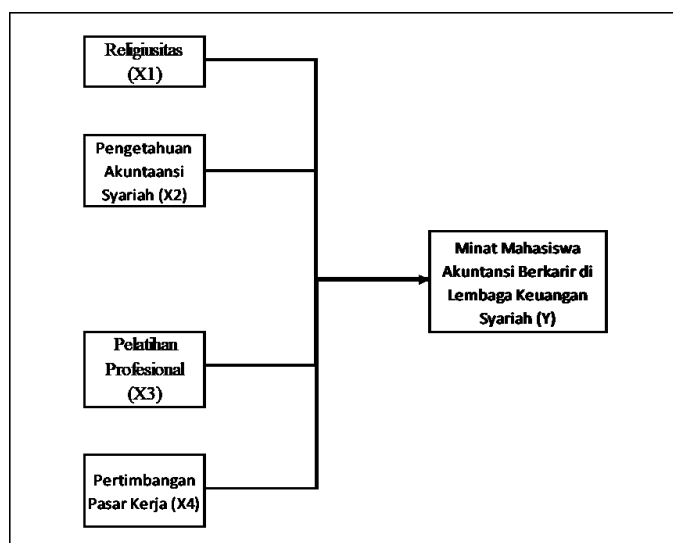 Religiusitas
(X1)
Pengetahuan
Akuntaansi
Syariah (X2)
Minat Mahasiswa
Akuntansi Berkarir di
Lembaga Keuangan
Syariah (Y)
Pelatihan
Profesional
(X3)
Pertimbangan
Pasar Kerja (X4)